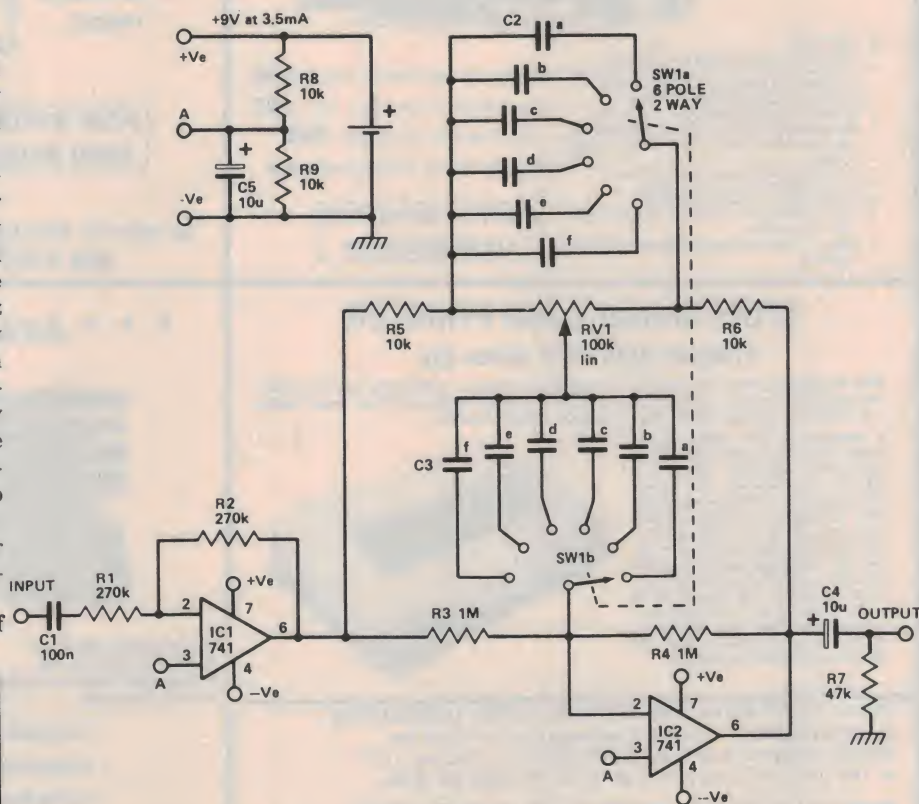 +9V at 3.5mA
+Ve
R8
10k
A
+
C5
10u
R9
10k
+
-Ve
C2
a
b
c
d
e
f
SW1a
6 POLE
2 WAY
R5
10k
RV1
100k
lin
R6
10k
C3
f
e
d
c
b
a
SW1b
INPUT
C1
100n
R1
270k
R2
270k
+Ve
2
7
IC1
741
6
3
4
A
–Ve
R3 1M
R4 1M
+Ve
2
7
IC2
741
6
3
4
A
--Ve
+
C4
10u
OUTPUT
R7
47k